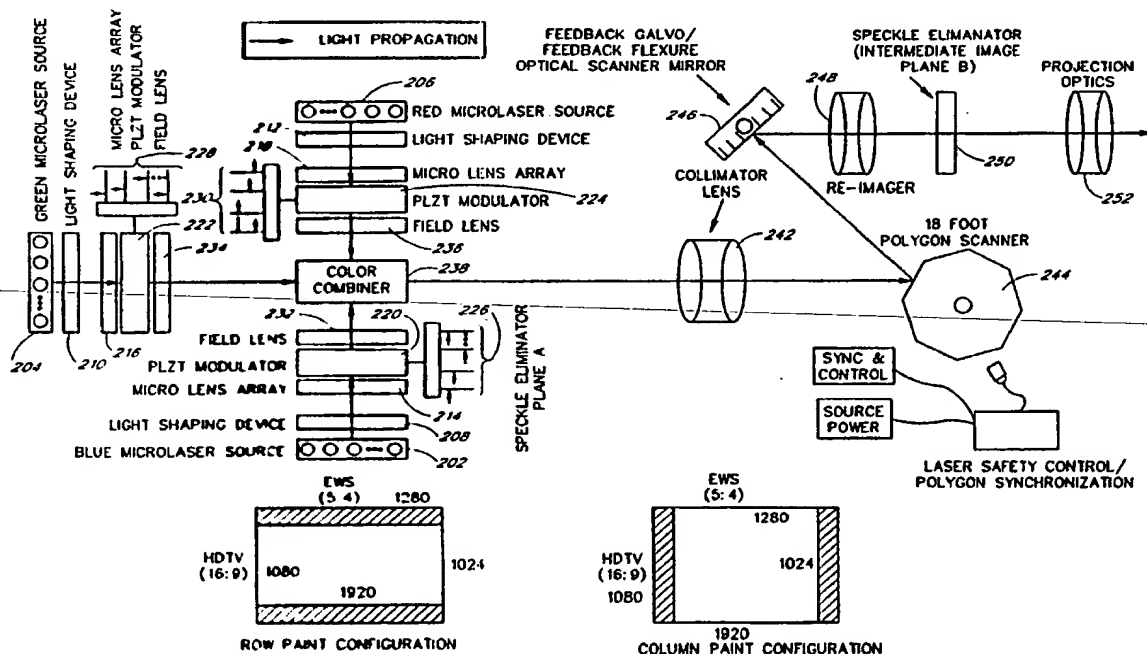 LIGHT PROPAGATION
GREEN MICROLASER SOURCE
LIGHT SHAPING DEVICE
MICRO LENS ARRAY
PLZT MODULATOR
FIELD LENS
228
230
222
234
204
210
216
206
RED MICROLASER SOURCE
212
LIGHT SHAPING DEVICE
218
MICRO LENS ARRAY
PLZT MODULATOR
224
FIELD LENS
236
COLOR
COMBINER
238
232
220
226
FIELD LENS
PLZT MODULATOR
MICRO LENS ARRAY
214
LIGHT SHAPING DEVICE
208
BLUE MICROLASER SOURCE
202
SPECKLE ELIMINATOR
PLANE A
FEEDBACK GALVO/
FEEDBACK FLEXURE
OPTICAL SCANNER MIRROR
246
COLLIMATOR
LENS
242
248
RE-IMAGER
SPECKLE ELIMANATOR
(INTERMEDIATE IMAGE
PLANE B)
250
PROJECTION
OPTICS
252
18 FOOT
POLYGON SCANNER
244
SYNC &
CONTROL
SOURCE
POWER
LASER SAFETY CONTROL/
POLYGON SYNCHRONIZATION
EWS
(5:4)
1280
HDTV
(16:9)
1080
1920
1024
ROW PAINT CONFIGURATION
EWS
(5:4)
1280
HDTV
(16:9)
1080
1024
1920
COLUMN PAINT CONFIGURATION